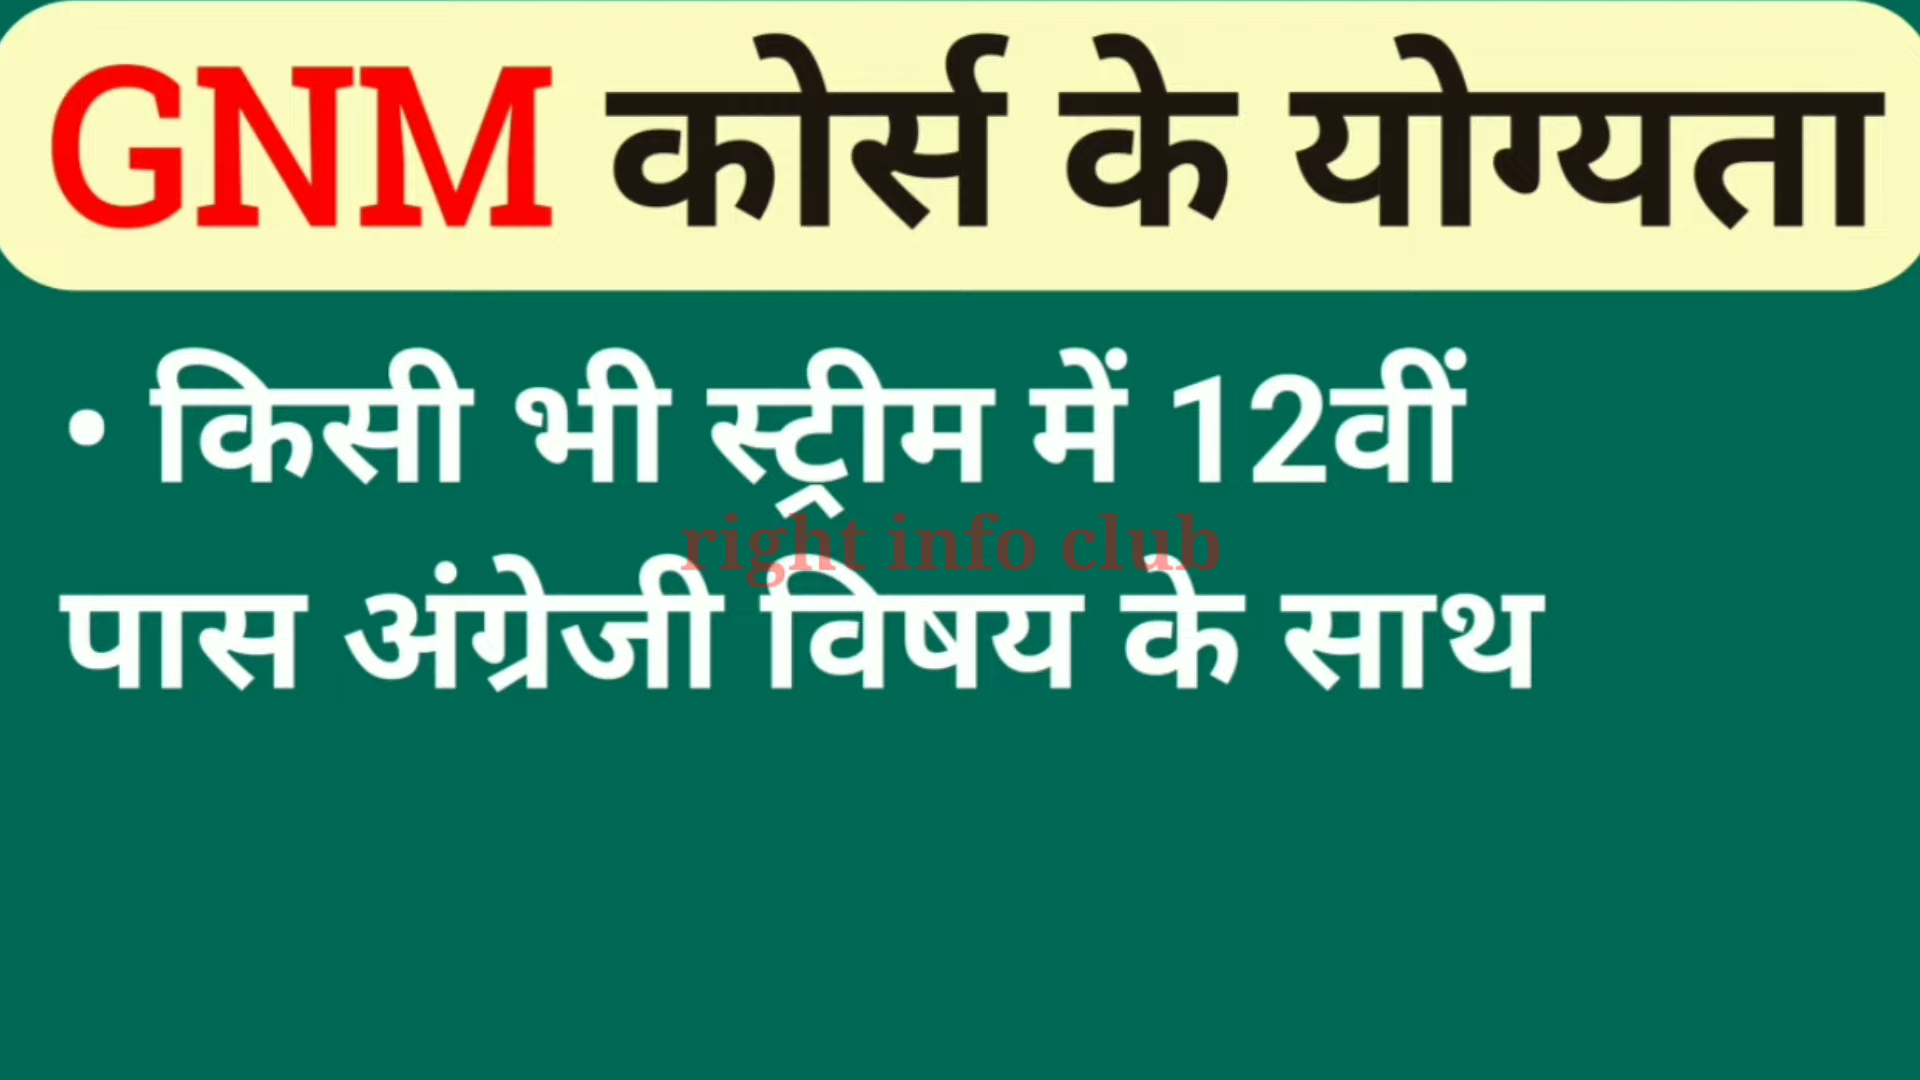 GNM कोर्स के योग्यता
• किसी भी स्ट्रीम में 12वीं
right info club
पास अंग्रेजी विषय के साथ